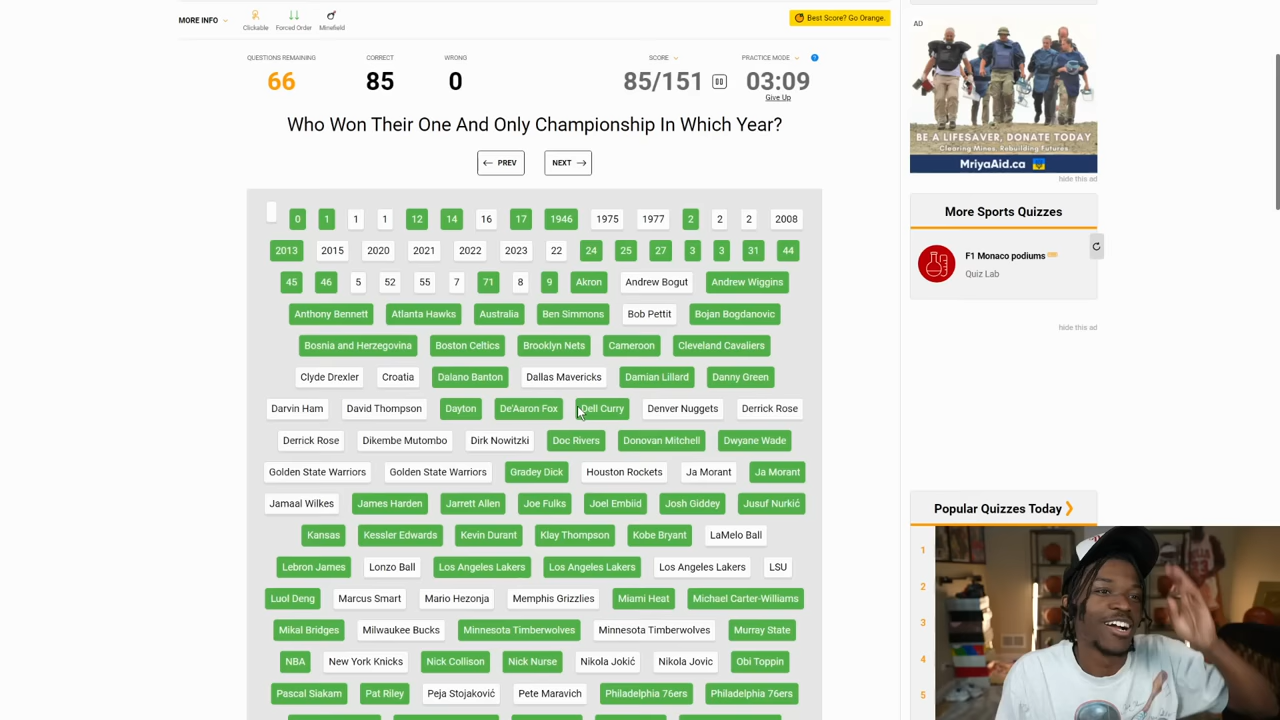 MORE INFO
Clickable
Forced Order
Minefield
Best Score? Go Orange.
QUESTIONS REMAINING
66
CORRECT
85
WRONG
0
SCORE
85/151
PRACTICE MODE
03:09
Give Up
Who Won Their One And Only Championship In Which Year?
← PREV NEXT →
0 1 1 1 12 14 16 17 1946 1975 1977 2 2 2 2008
2013 2015 2020 2021 2022 2023 22 24 25 27 3 3 31 44
45 46 5 52 55 7 71 8 9 Akron Andrew Bogut Andrew Wiggins
Anthony Bennett Atlanta Hawks Australia Ben Simmons Bob Pettit Bojan Bogdanovic
Bosnia and Herzegovina Boston Celtics Brooklyn Nets Cameroon Cleveland Cavaliers
Clyde Drexler Croatia Dalano Banton Dallas Mavericks Damian Lillard Danny Green
Darvin Ham David Thompson Dayton De'Aaron Fox Dell Curry Denver Nuggets Derrick Rose
Derrick Rose Dikembe Mutombo Dirk Nowitzki Doc Rivers Donovan Mitchell Dwyane Wade
Golden State Warriors Golden State Warriors Gradey Dick Houston Rockets Ja Morant Ja Morant
Jamaal Wilkes James Harden Jarrett Allen Joe Fulks Joel Embiid Josh Giddey Jusuf Nurkić
Kansas Kessler Edwards Kevin Durant Klay Thompson Kobe Bryant LaMelo Ball
Lebron James Lonzo Ball Los Angeles Lakers Los Angeles Lakers Los Angeles Lakers LSU
Luol Deng Marcus Smart Mario Hezonja Memphis Grizzlies Miami Heat Michael Carter-Williams
Mikal Bridges Milwaukee Bucks Minnesota Timberwolves Minnesota Timberwolves Murray State
NBA New York Knicks Nick Collison Nick Nurse Nikola Jokić Nikola Jovic Obi Toppin
Pascal Siakam Pat Riley Peja Stojaković Pete Maravich Philadelphia 76ers Philadelphia 76ers
AD
BE A LIFESAVER, DONATE TODAY
Clearing Mines. Rebuilding Futures.
MriyaAid.ca
hide this ad
More Sports Quizzes
F1 Monaco podiums
Quiz Lab
hide this ad
Popular Quizzes Today ❯
1
2
3
4
5